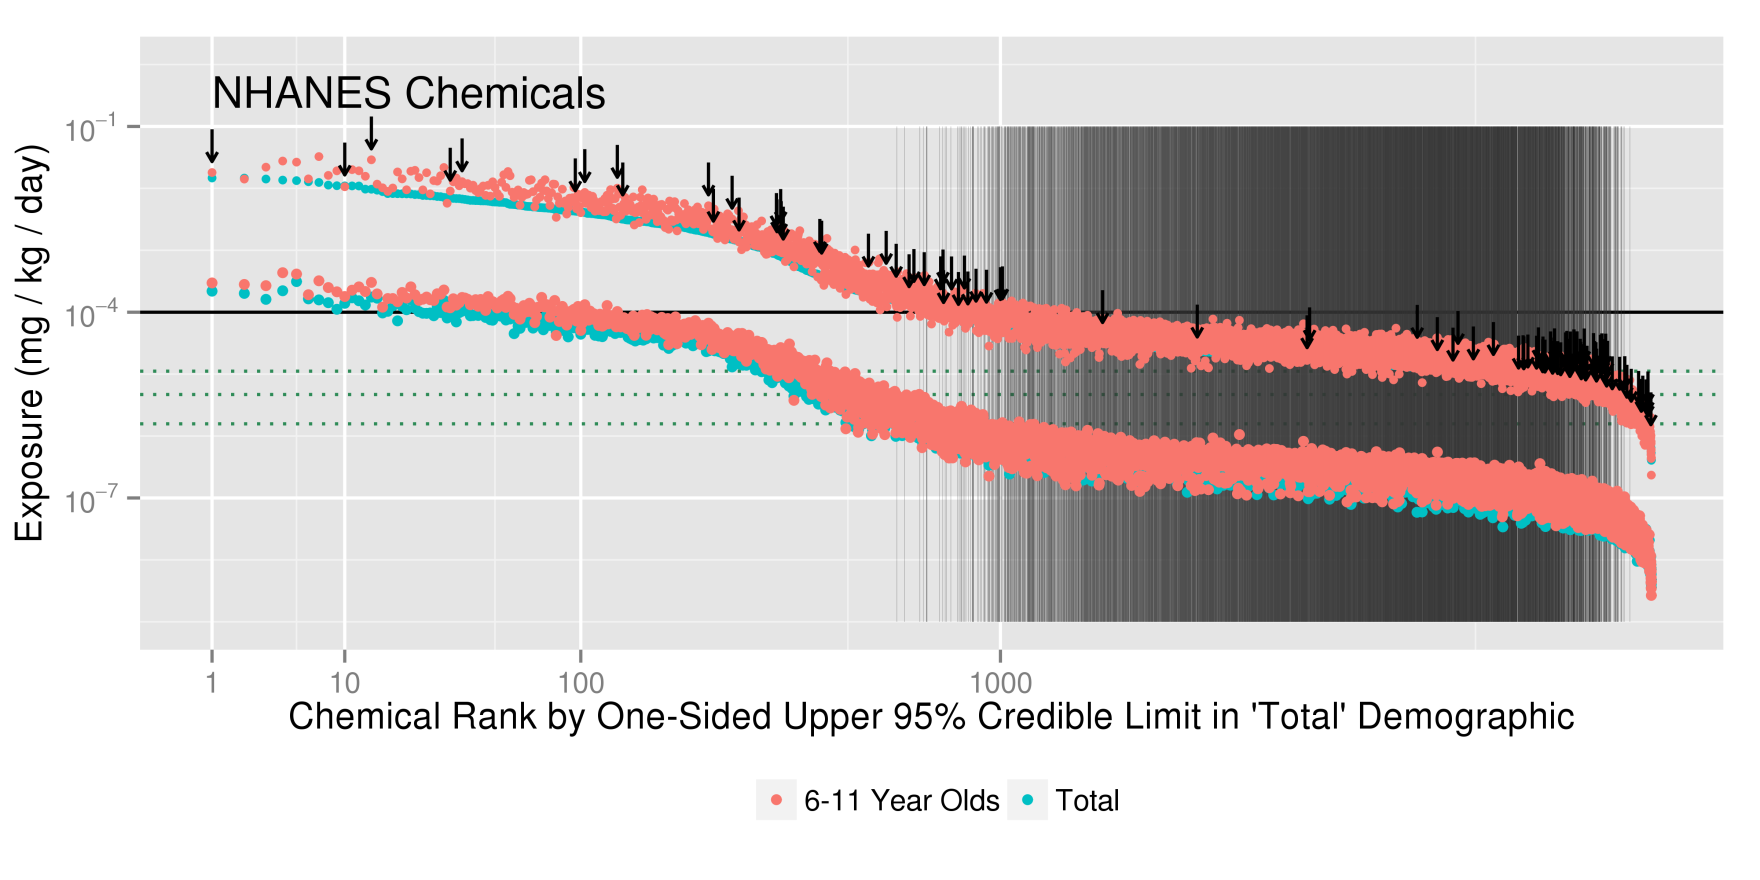 NHANES Chemicals
10−1
10−4
10−7
Exposure (mg / kg / day)
1 10 100 1000
Chemical Rank by One-Sided Upper 95% Credible Limit in 'Total' Demographic
6-11 Year Olds Total